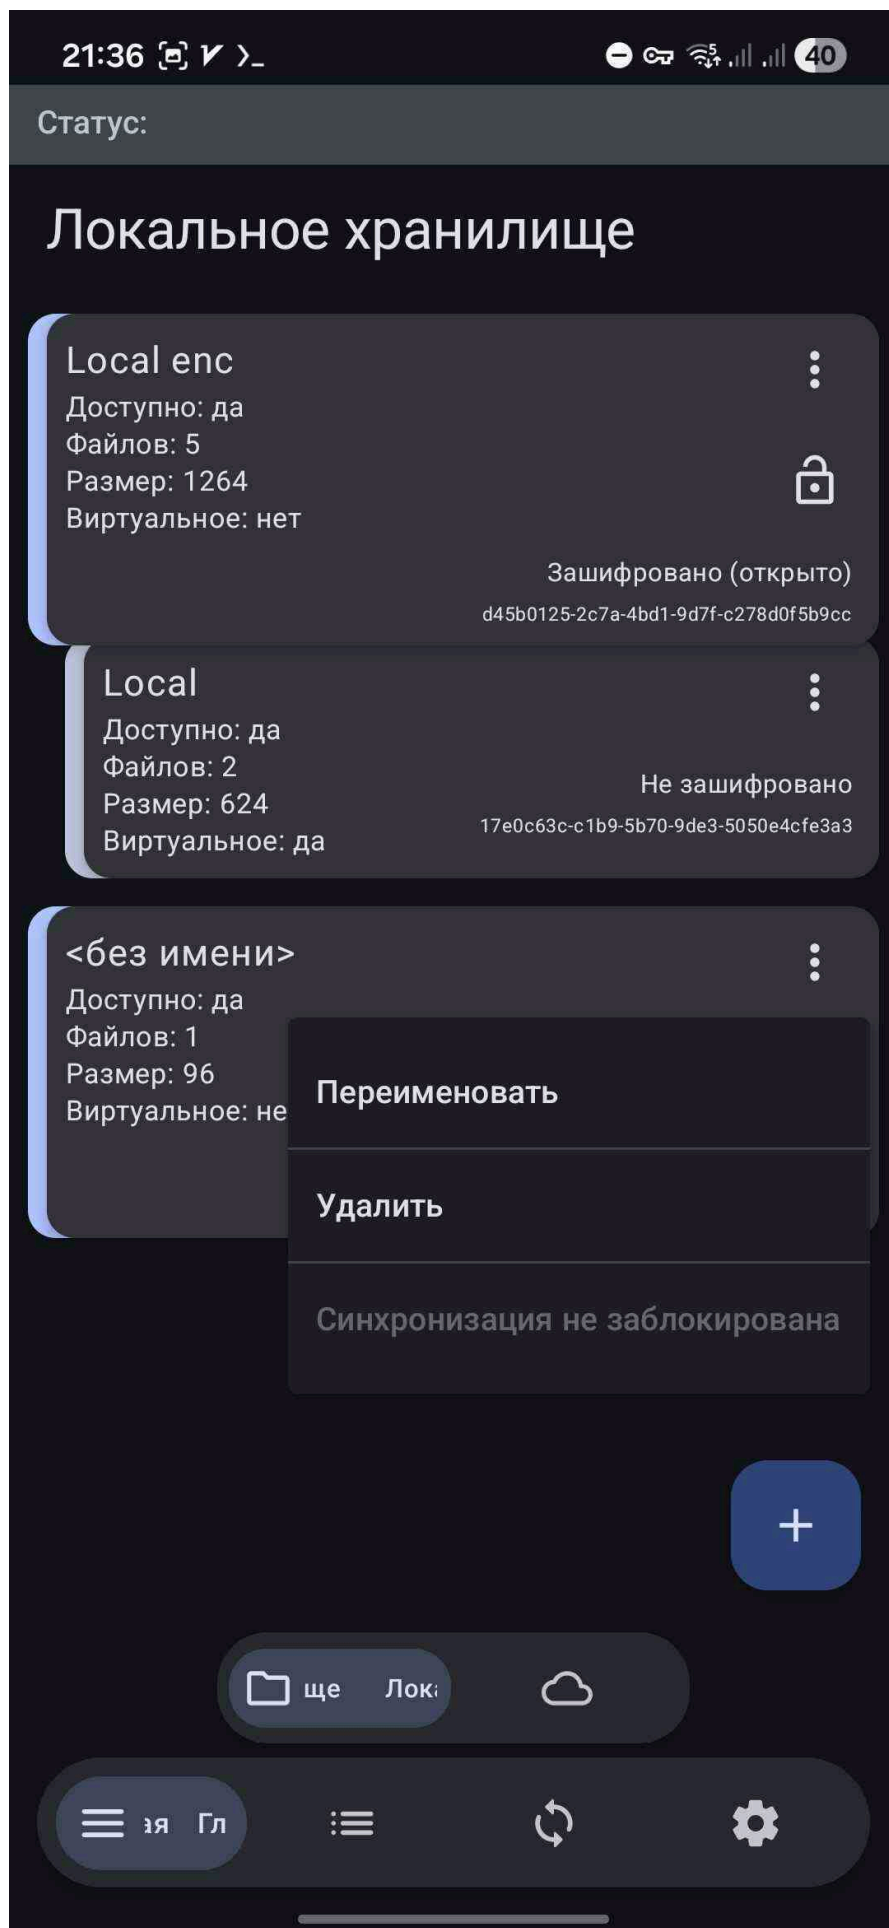 21:36
5
40
Статус:
Локальное хранилище
Local enc
Доступно: да
Файлов: 5
Размер: 1264
Виртуальное: нет
Зашифровано (открыто)
d45b0125-2c7a-4bd1-9d7f-c278d0f5b9cc
Local
Доступно: да
Файлов: 2
Размер: 624
Виртуальное: да
Не зашифровано
17e0c63c-c1b9-5b70-9de3-5050e4cfe3a3
<без имени>
Доступно: да
Файлов: 1
Размер: 96
Виртуальное: не
Переименовать
Удалить
Синхронизация не заблокирована
ще Лока
ая Гл